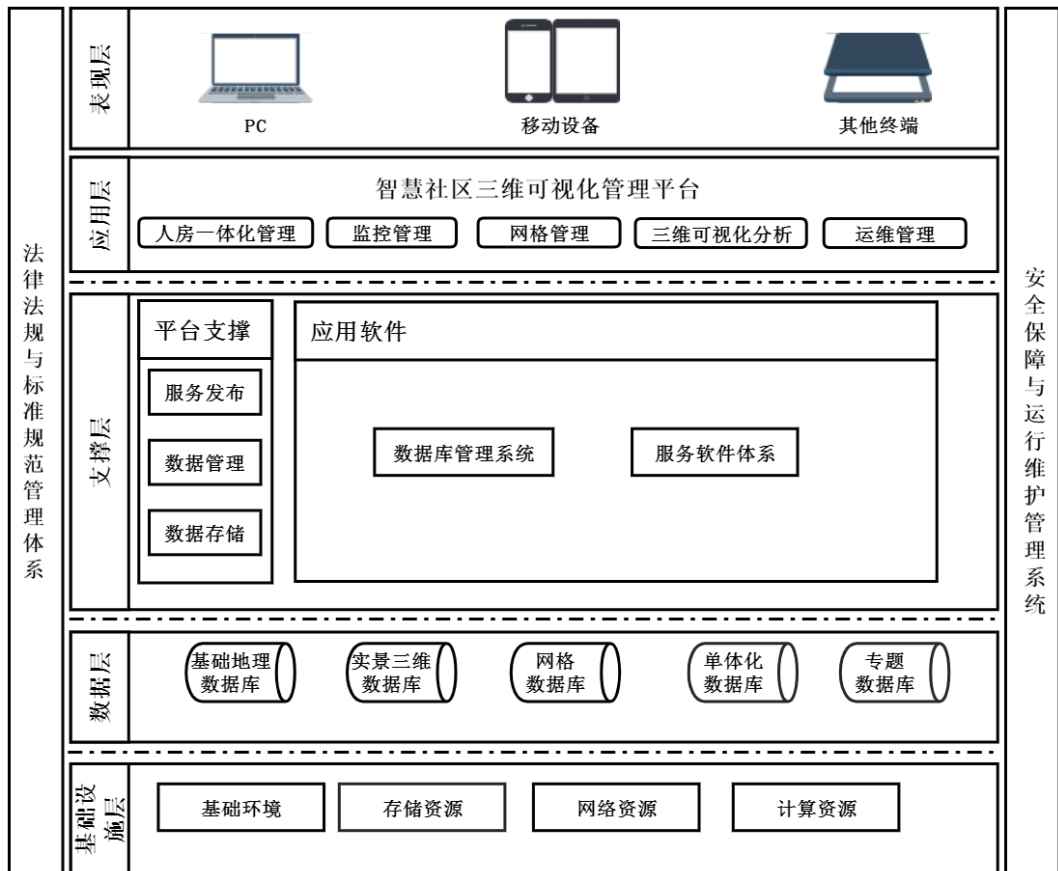 法律法规与标准规范管理体系
表现层
PC
移动设备
其他终端
应用层
智慧社区三维可视化管理平台
人房一体化管理
监控管理
网格管理
三维可视化分析
运维管理
支撑层
平台支撑
服务发布
数据管理
数据存储
应用软件
数据库管理系统
服务软件体系
数据层
基础地理
数据库
实景三维
数据库
网格
数据库
单体化
数据库
专题
数据库
基础设
施层
基础环境
存储资源
网络资源
计算资源
安全保障与运行维护管理系统